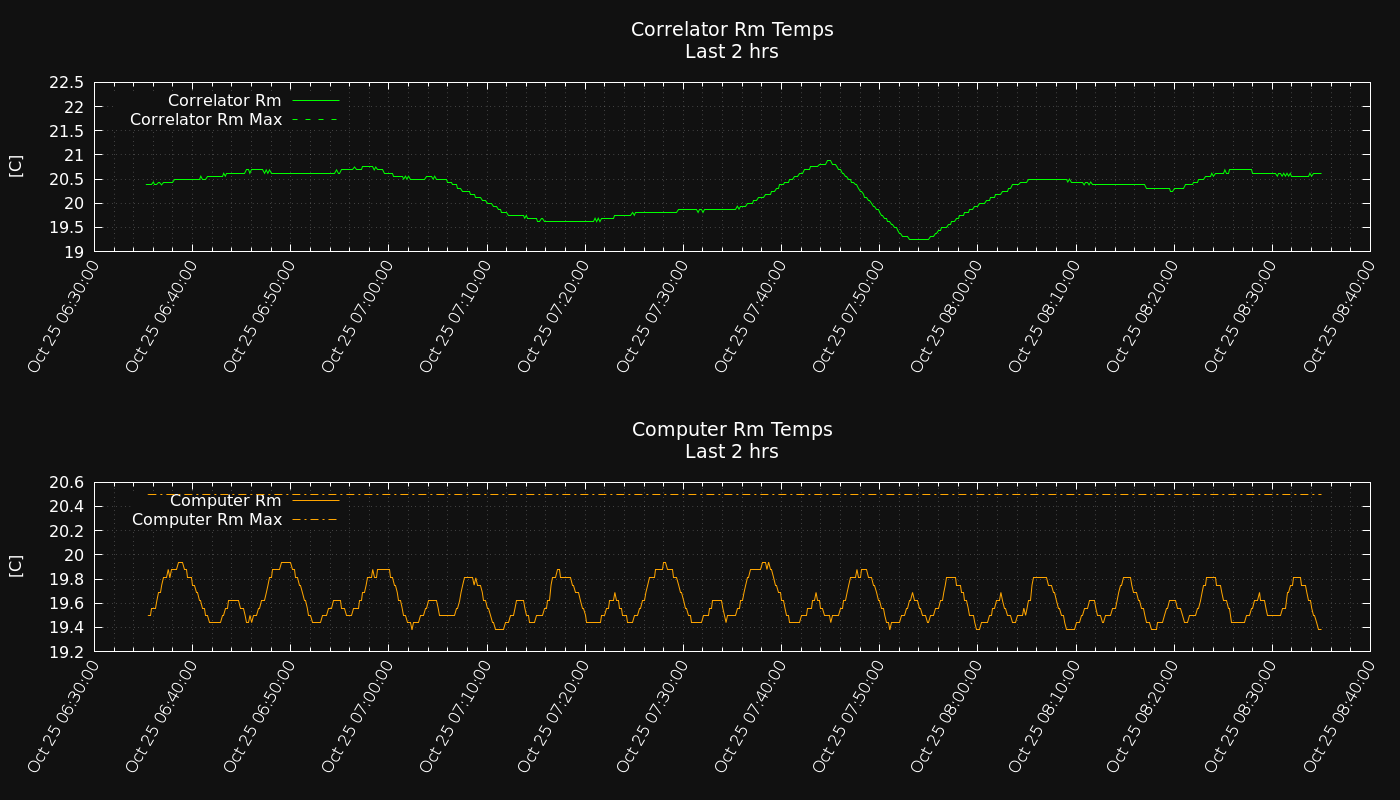 Correlator Rm Temps
Last 2 hrs
22.5
22
21.5
21
20.5
20
19.5
19
[C]
Correlator Rm
Correlator Rm Max
Oct 25 06:30:00
Oct 25 06:40:00
Oct 25 06:50:00
Oct 25 07:00:00
Oct 25 07:10:00
Oct 25 07:20:00
Oct 25 07:30:00
Oct 25 07:40:00
Oct 25 07:50:00
Oct 25 08:00:00
Oct 25 08:10:00
Oct 25 08:20:00
Oct 25 08:30:00
Oct 25 08:40:00
Computer Rm Temps
Last 2 hrs
20.6
20.4
20.2
20
19.8
19.6
19.4
19.2
[C]
Computer Rm
Computer Rm Max
Oct 25 06:30:00
Oct 25 06:40:00
Oct 25 06:50:00
Oct 25 07:00:00
Oct 25 07:10:00
Oct 25 07:20:00
Oct 25 07:30:00
Oct 25 07:40:00
Oct 25 07:50:00
Oct 25 08:00:00
Oct 25 08:10:00
Oct 25 08:20:00
Oct 25 08:30:00
Oct 25 08:40:00